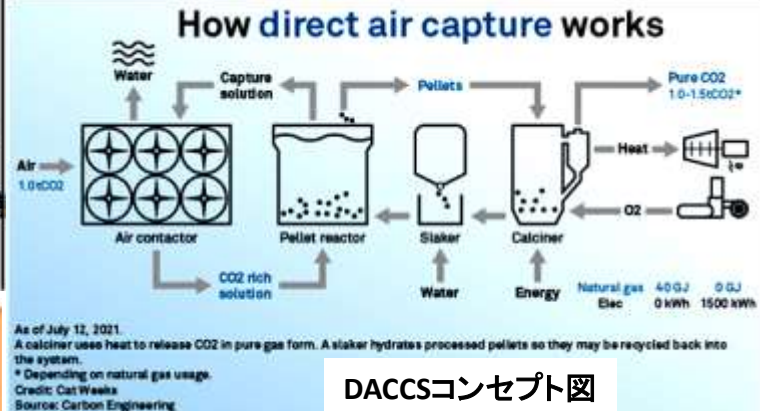 How direct air capture works
Water
Capture
solution
Pellets
Pure CO2
1.0-1.5tCO2*
Air
1.0tCO2
Heat
O2
Air contactor
Pellet reactor
Slaker
Calciner
CO2 rich
solution
Water
Energy
Natural gas 40 GJ 0 GJ
Elec 0 kWh 1500 kWh
As of July 12, 2021.
A calciner uses heat to release CO2 in pure gas form. A slaker hydrates processed pellets so they may be recycled back into
the system.
* Depending on natural gas usage.
Credit: Cat Weeks
Source: Carbon Engineering
DACCSコンセプト図